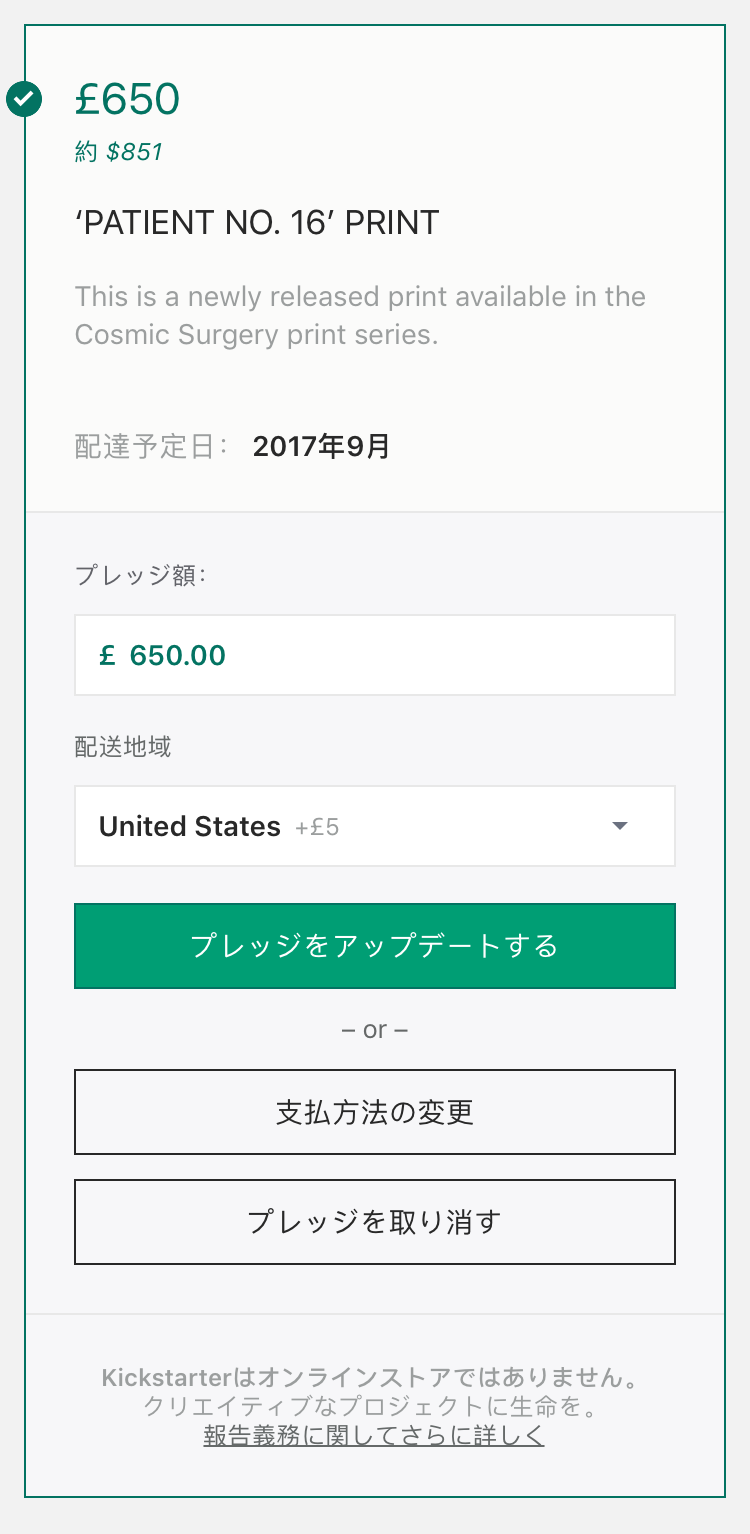 £650
約 $851
‘PATIENT NO. 16’ PRINT
This is a newly released print available in the
Cosmic Surgery print series.
配達予定日： 2017年9月
プレッジ額：
£ 650.00
配送地域
United States +£5
プレッジをアップデートする
– or –
支払方法の変更
プレッジを取り消す
Kickstarterはオンラインストアではありません。
クリエイティブなプロジェクトに生命を。
報告義務に関してさらに詳しく